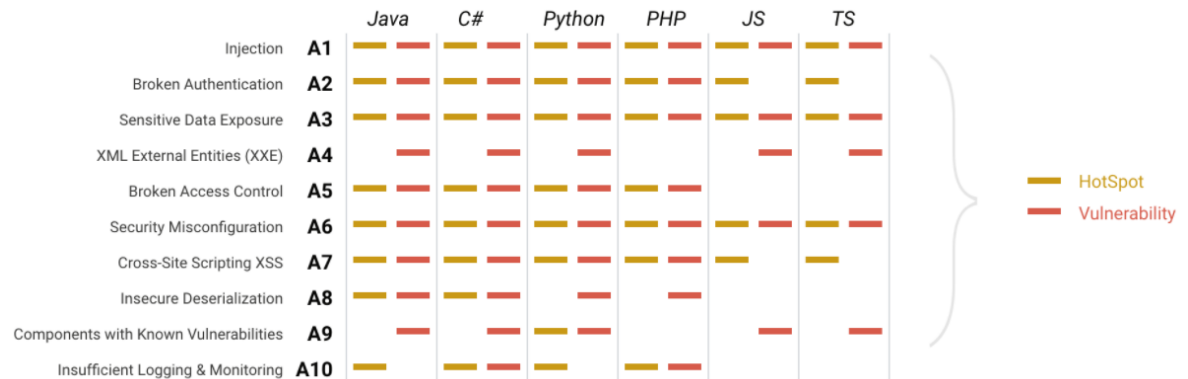 Java C# Python PHP JS TS
Injection A1
Broken Authentication A2
Sensitive Data Exposure A3
XML External Entities (XXE) A4
Broken Access Control A5
Security Misconfiguration A6
Cross-Site Scripting XSS A7
Insecure Deserialization A8
Components with Known Vulnerabilities A9
Insufficient Logging & Monitoring A10
HotSpot
Vulnerability